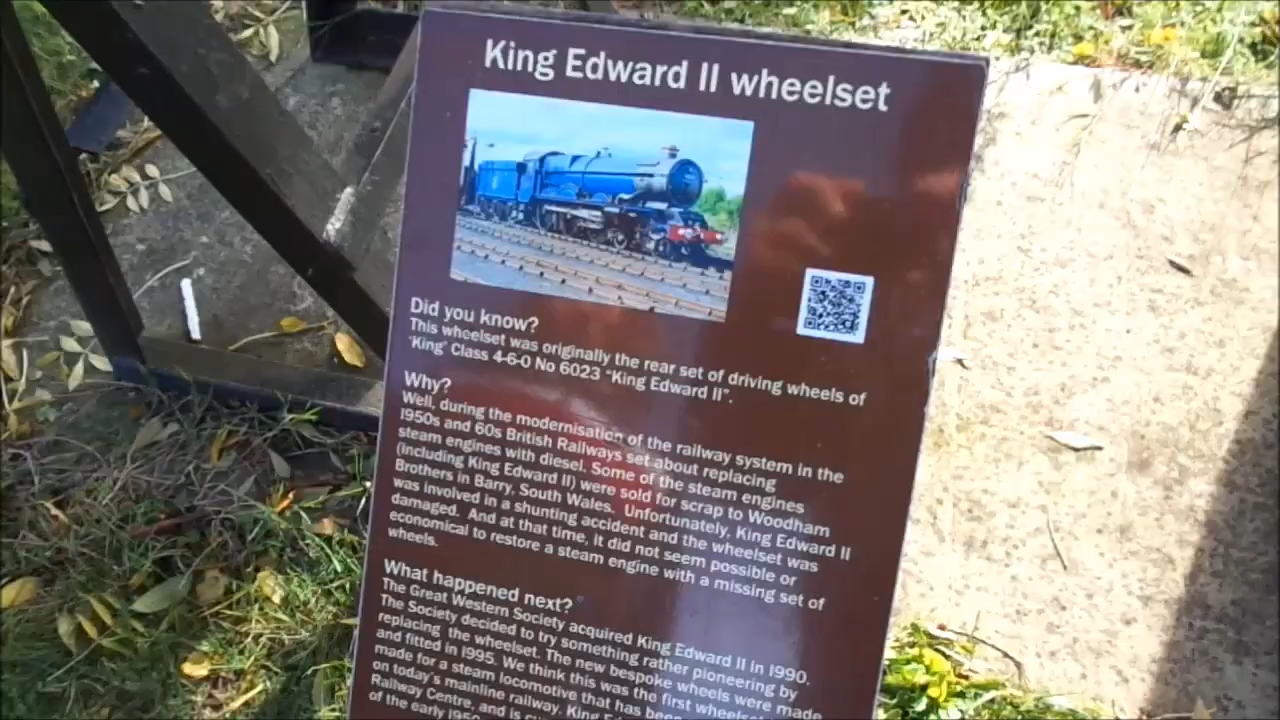 King Edward II wheelset
Did you know?
This wheelset was originally the rear set of driving wheels of
'King' Class 4-6-0 No 6023 "King Edward II".
Why?
Well, during the modernisation of the railway system in the
1950s and 60s British Railways set about replacing
steam engines with diesel. Some of the steam engines
(including King Edward II) were sold for scrap to Woodham
Brothers in Barry, South Wales. Unfortunately, King Edward II
was involved in a shunting accident and the wheelset was
damaged. And at that time, it did not seem possible or
economical to restore a steam engine with a missing set of
wheels.
What happened next?
The Great Western Society acquired King Edward II in 1990.
The Society decided to try something rather pioneering by
replacing the wheelset. The new bespoke wheels were made
and fitted in 1995. We think this was the first wheelset
made for a steam locomotive that has been
on today's mainline railway. King
Railway Centre, and is
of the early